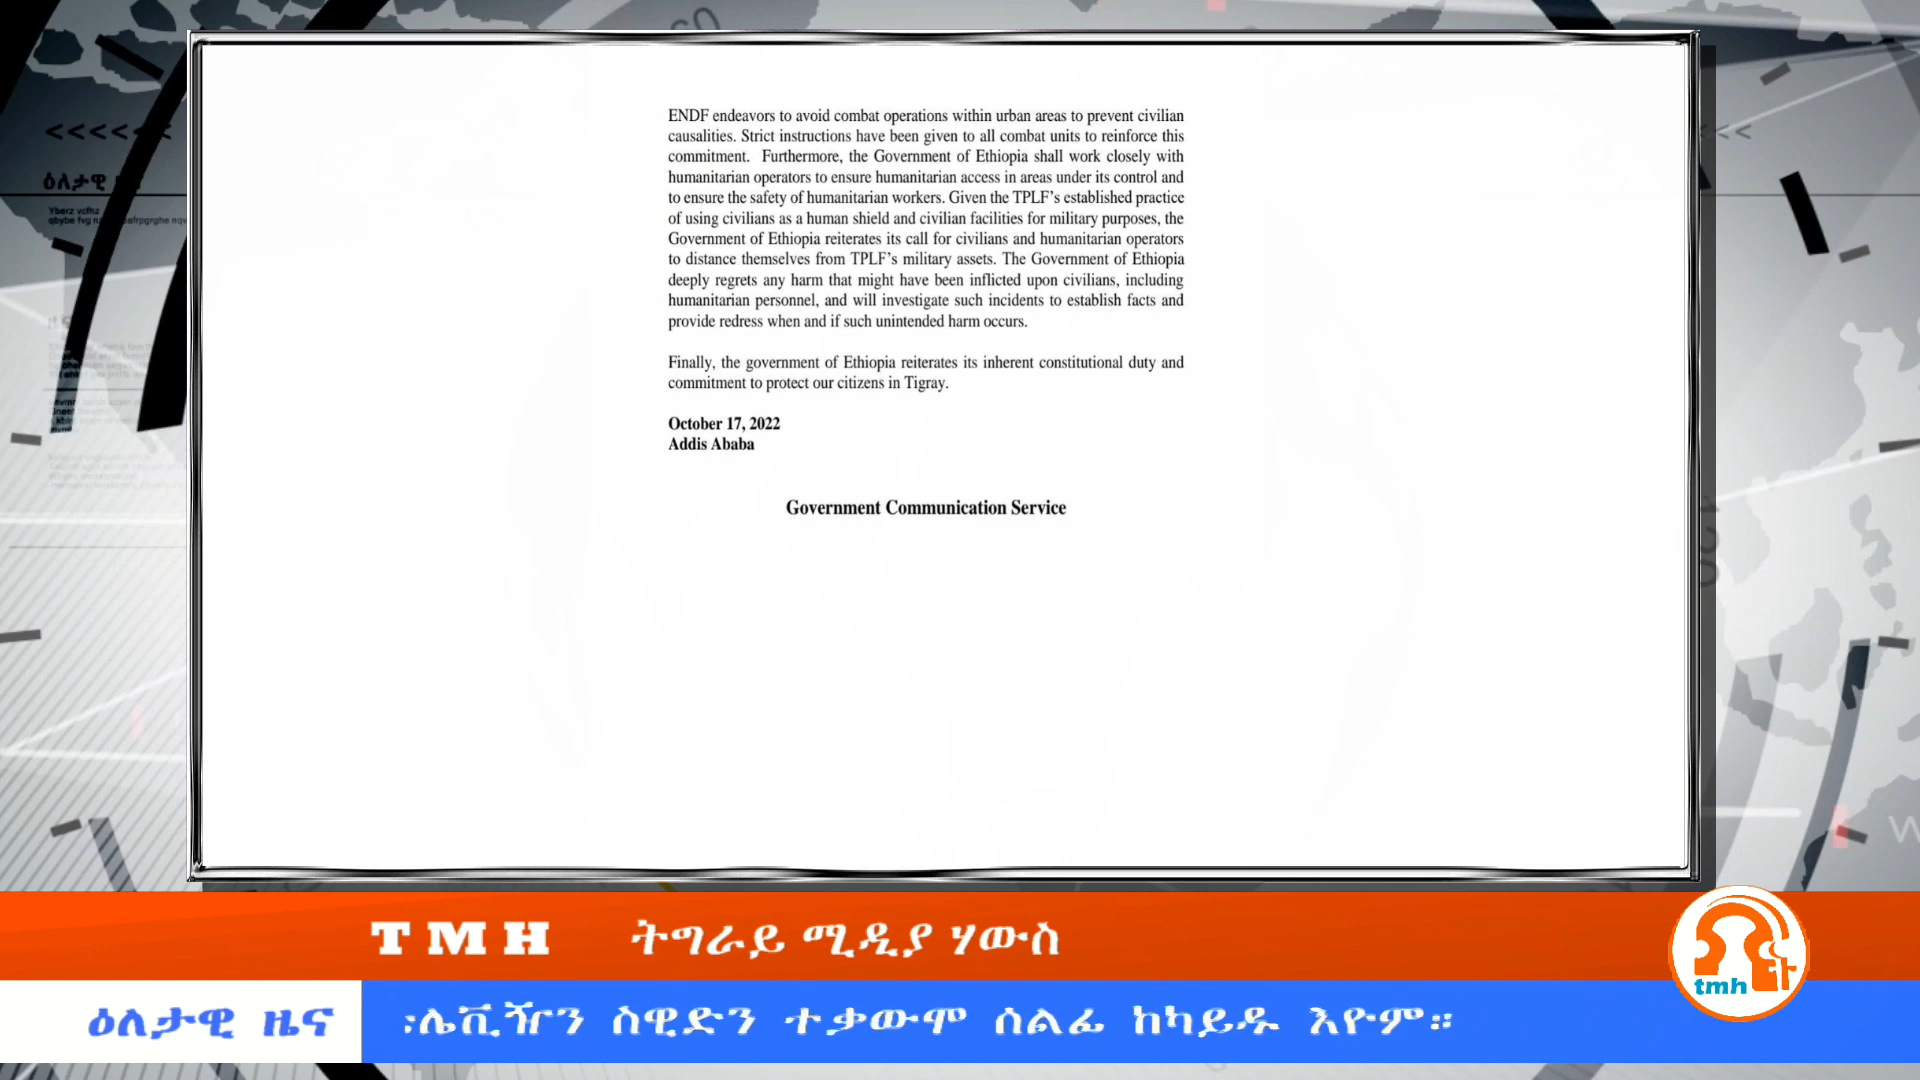 ENDF endeavors to avoid combat operations within urban areas to prevent civilian
causalities. Strict instructions have been given to all combat units to reinforce this
commitment. Furthermore, the Government of Ethiopia shall work closely with
humanitarian operators to ensure humanitarian access in areas under its control and
to ensure the safety of humanitarian workers. Given the TPLF’s established practice
of using civilians as a human shield and civilian facilities for military purposes, the
Government of Ethiopia reiterates its call for civilians and humanitarian operators
to distance themselves from TPLF’s military assets. The Government of Ethiopia
deeply regrets any harm that might have been inflicted upon civilians, including
humanitarian personnel, and will investigate such incidents to establish facts and
provide redress when and if such unintended harm occurs.
Finally, the government of Ethiopia reiterates its inherent constitutional duty and
commitment to protect our citizens in Tigray.
October 17, 2022
Addis Ababa
Government Communication Service
<<<<<<
ዕለታዊ
TMH ትግራይ ሚዲያ ሃውስ
tmh
ዕለታዊ ዜና
ስዊድን ተቃውሞ ሰልፊ ከካይዱ እዮም።